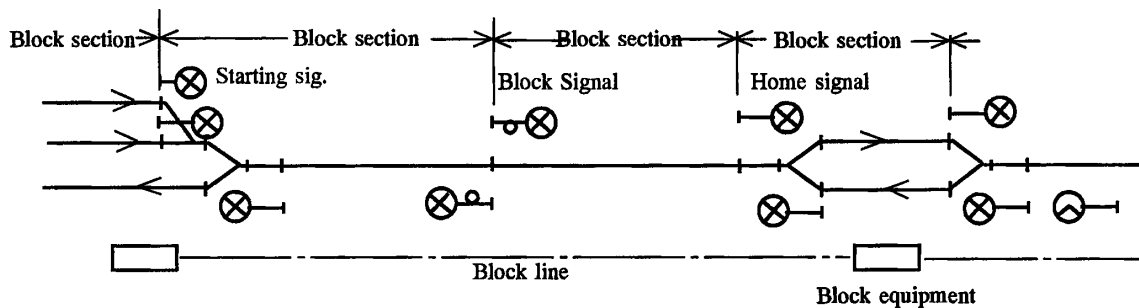 Block section Block section Block section Block section
Starting sig. Block Signal Home signal
Block line
Block equipment